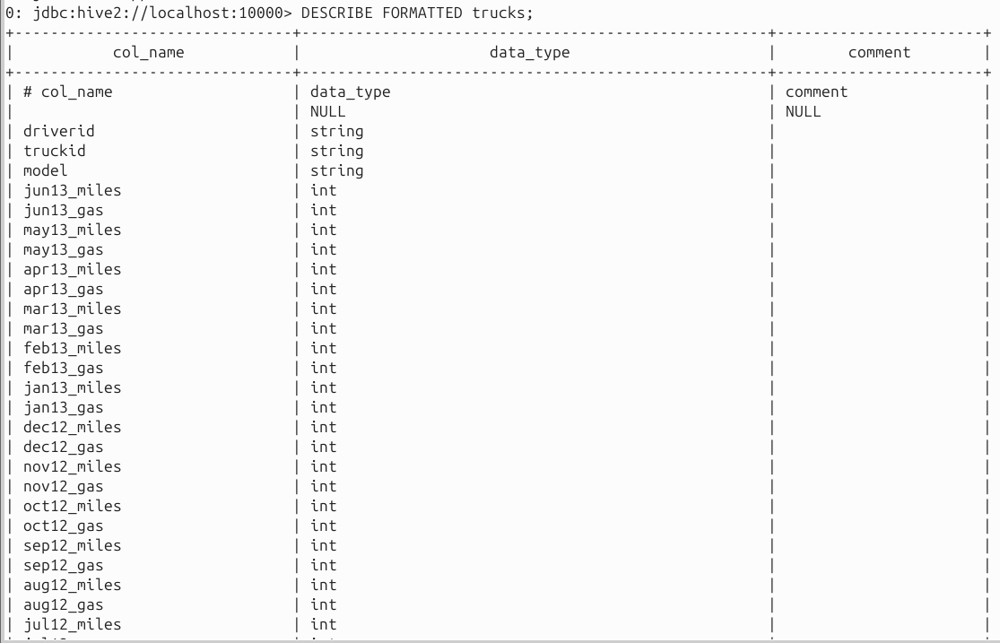 0: jdbc:hive2://localhost:10000> DESCRIBE FORMATTED trucks;
+-------------------------------+-----------------------------------------------------+-----------------------+
| col_name | data_type | comment |
+-------------------------------+-----------------------------------------------------+-----------------------+
| # col_name | data_type | comment |
| | NULL | NULL |
| driverid | string | |
| truckid | string | |
| model | string | |
| jun13_miles | int | |
| jun13_gas | int | |
| may13_miles | int | |
| may13_gas | int | |
| apr13_miles | int | |
| apr13_gas | int | |
| mar13_miles | int | |
| mar13_gas | int | |
| feb13_miles | int | |
| feb13_gas | int | |
| jan13_miles | int | |
| jan13_gas | int | |
| dec12_miles | int | |
| dec12_gas | int | |
| nov12_miles | int | |
| nov12_gas | int | |
| oct12_miles | int | |
| oct12_gas | int | |
| sep12_miles | int | |
| sep12_gas | int | |
| aug12_miles | int | |
| aug12_gas | int | |
| jul12_miles | int | |